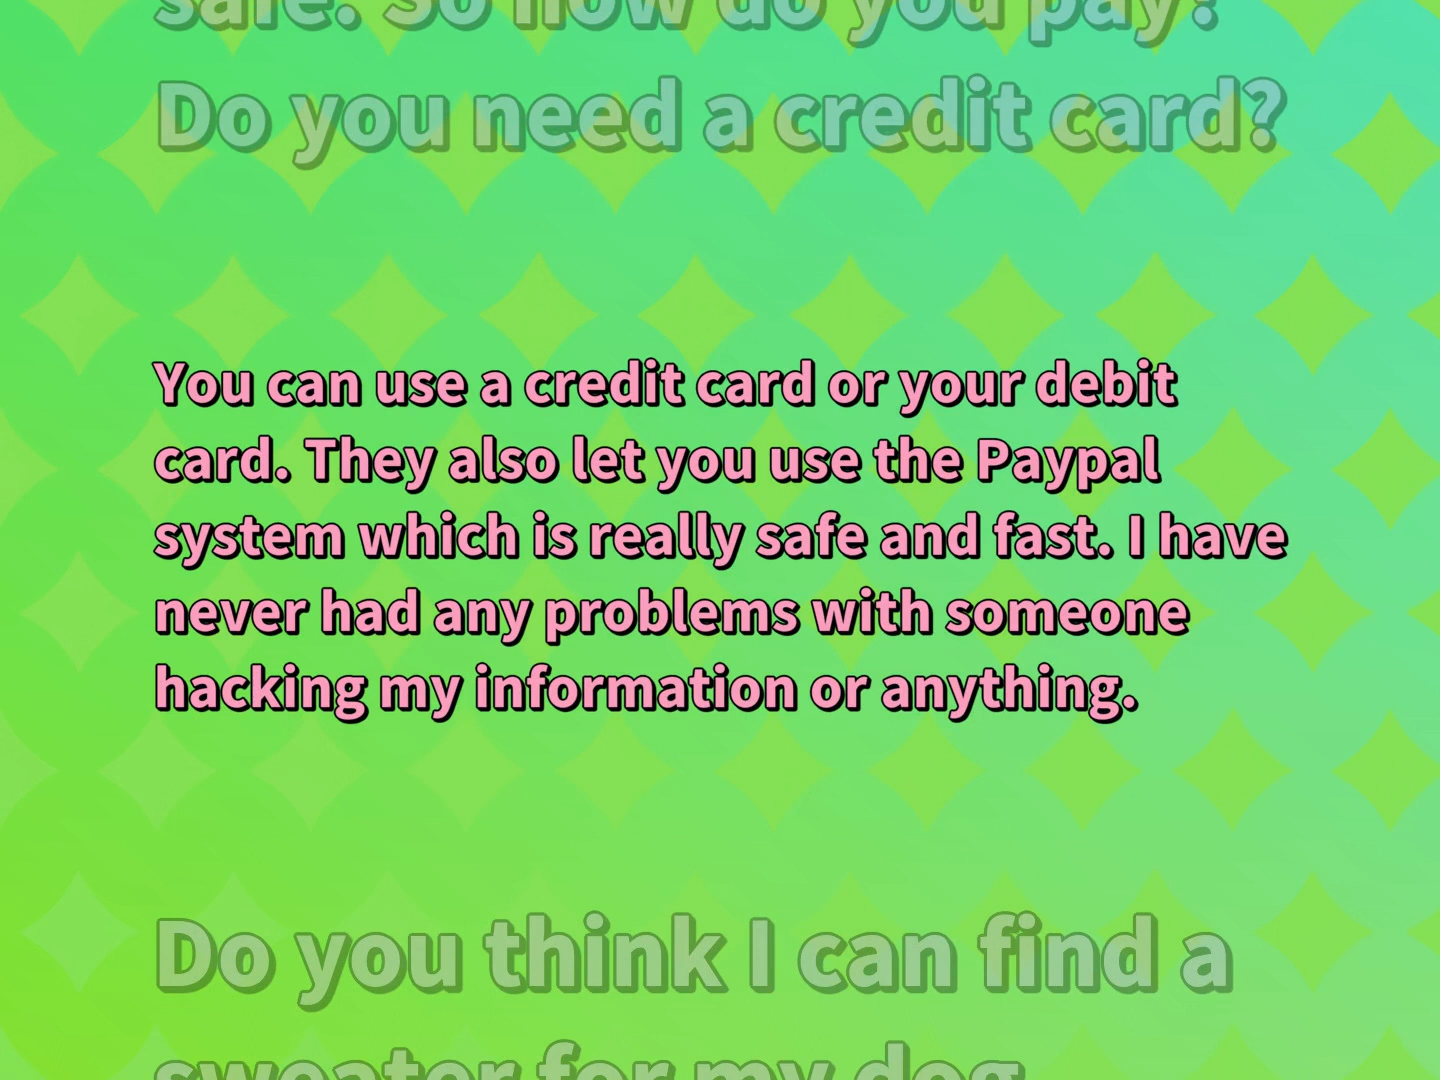 safe. So how do you pay?
Do you need a credit card?
You can use a credit card or your debit
card. They also let you use the Paypal
system which is really safe and fast. I have
never had any problems with someone
hacking my information or anything.
Do you think I can find a
sweater for my dog